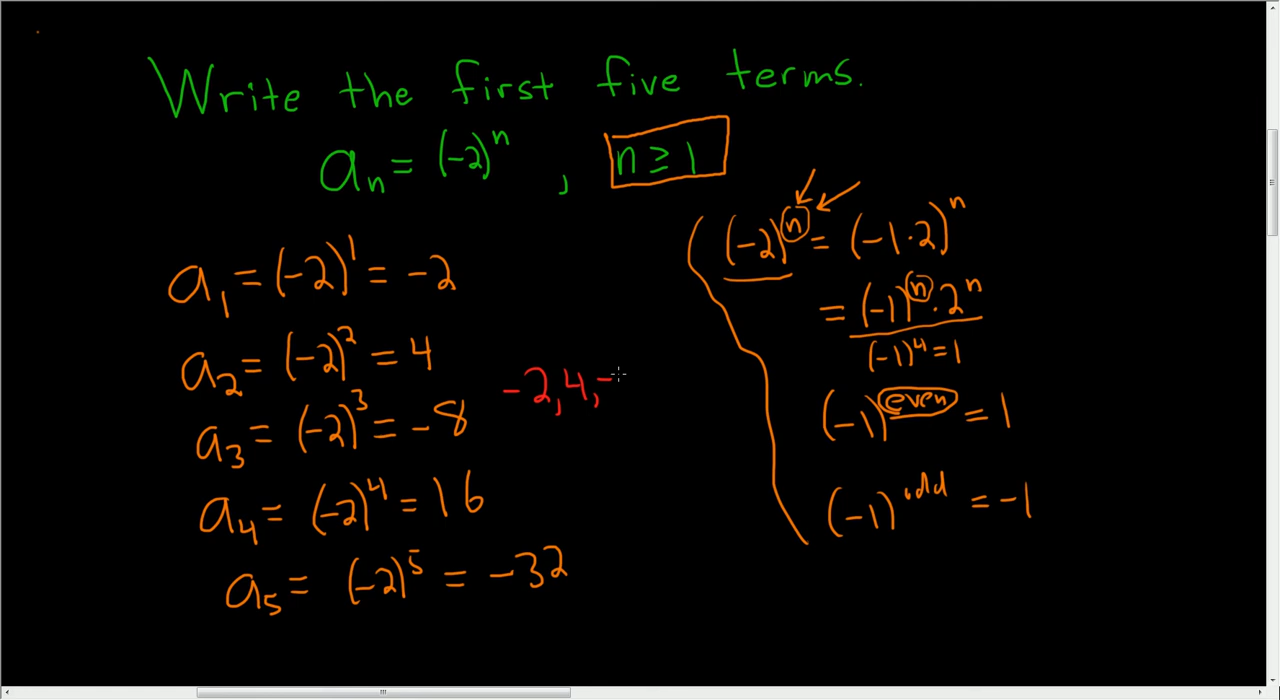 Write the first five terms.
aₙ = (-2)ⁿ , n ≥ 1
a₁ = (-2)¹ = -2
a₂ = (-2)² = 4
a₃ = (-2)³ = -8
a₄ = (-2)⁴ = 16
a₅ = (-2)⁵ = -32
-2, 4, -
(-2)ⁿ = (-1·2)ⁿ
= (-1)ⁿ·2ⁿ
(-1)⁴ = 1
(-1)^even = 1
(-1)^odd = -1